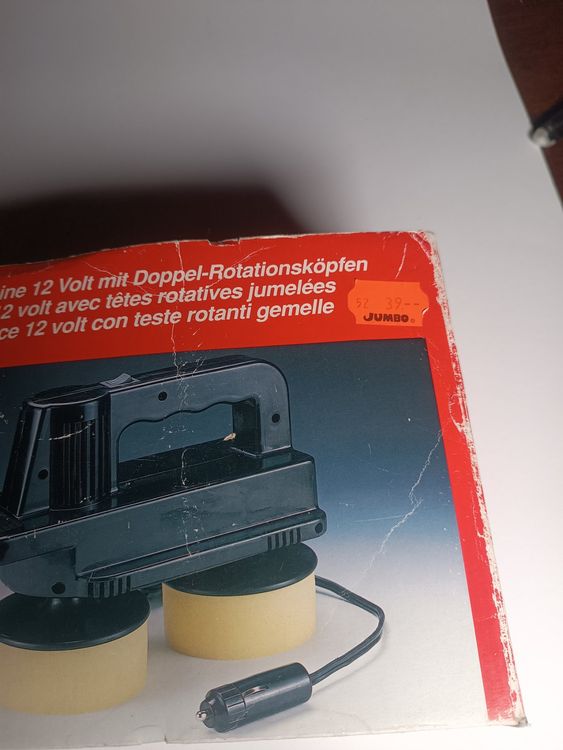 ine 12 Volt mit Doppel-Rotationsköpfen
2 volt avec têtes rotatives jumelées
ce 12 volt con teste rotanti gemelle
52 39.--
JUMBO